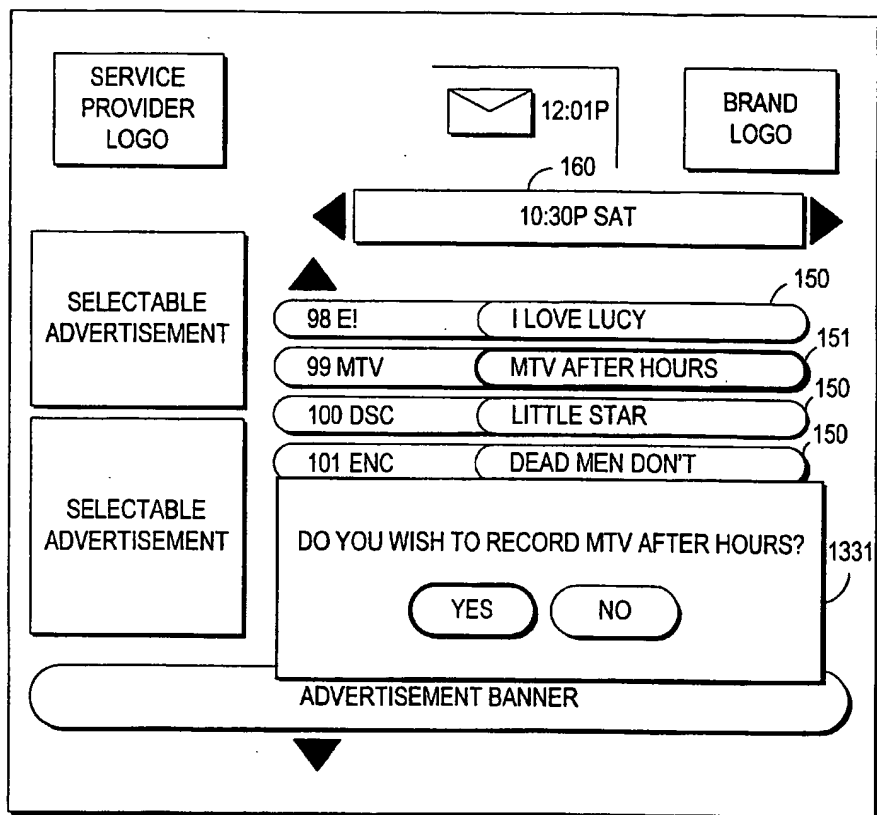 SERVICE
PROVIDER
LOGO
12:01P
BRAND
LOGO
160
10:30P SAT
SELECTABLE
ADVERTISEMENT
150
98 E! I LOVE LUCY
151
99 MTV MTV AFTER HOURS
150
100 DSC LITTLE STAR
150
101 ENC DEAD MEN DON'T
SELECTABLE
ADVERTISEMENT
DO YOU WISH TO RECORD MTV AFTER HOURS?
1331
YES NO
ADVERTISEMENT BANNER